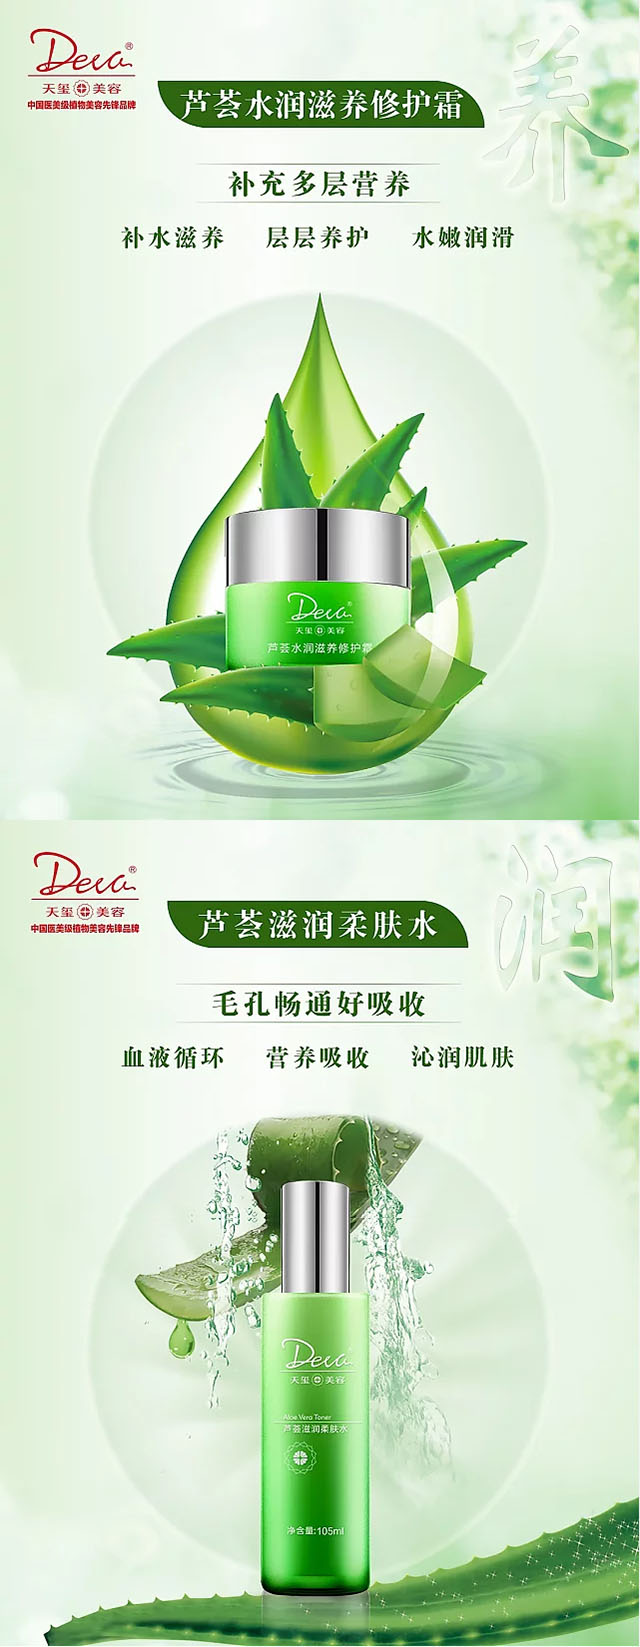 Deva®
天玺美容
中国医美级植物美容先锋品牌
芦荟水润滋养修护霜
养
补充多层营养
补水滋养 层层养护 水嫩润滑
Deva®
天玺美容
芦荟水润滋养修护霜
Deva®
天玺美容
中国医美级植物美容先锋品牌
芦荟滋润柔肤水
润
毛孔畅通好吸收
血液循环 营养吸收 沁润肌肤
Deva®
天玺美容
Aloe Vera Toner
芦荟滋润柔肤水
净含量:105ml